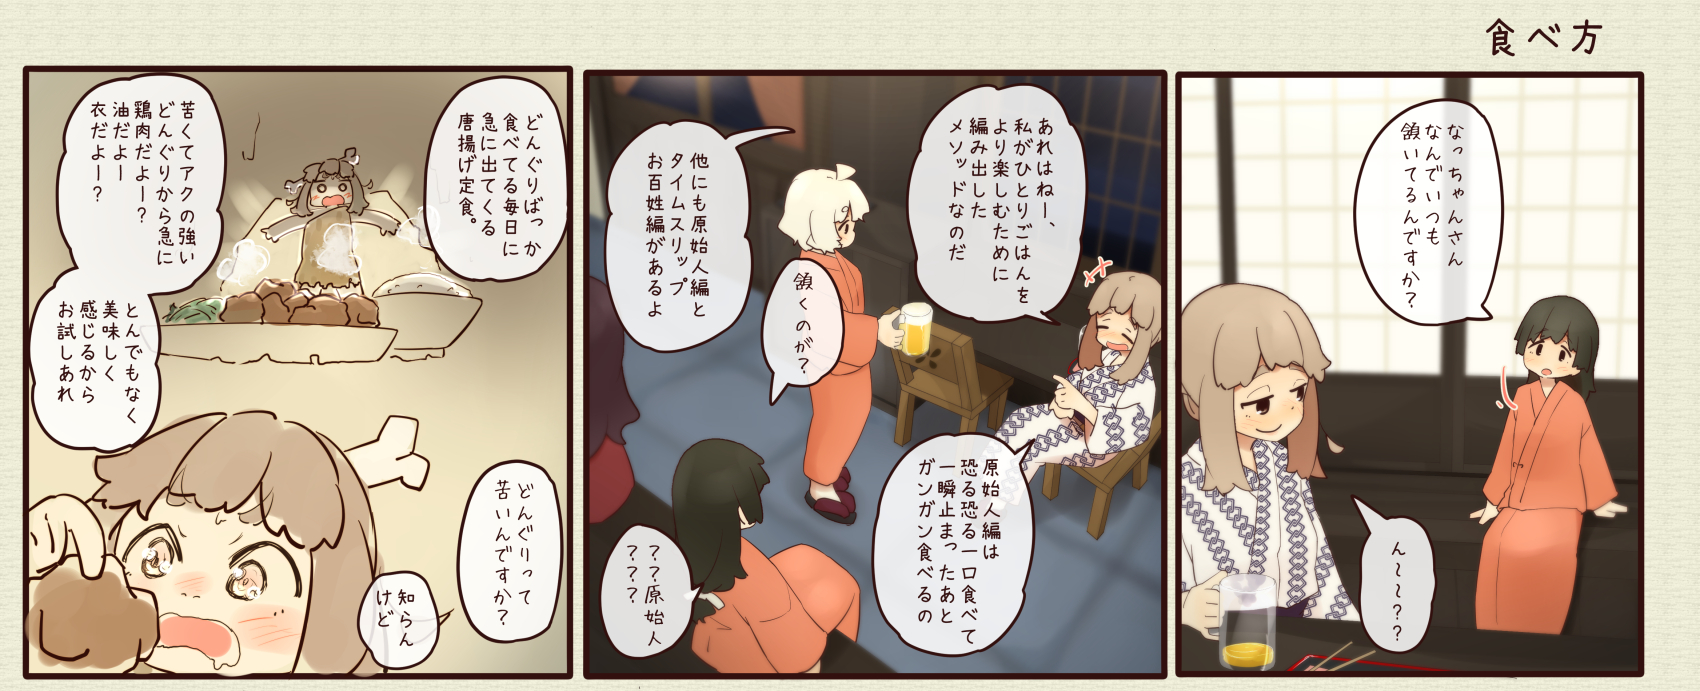 食べ方
なっちゃんさん
なんでいつも
頷いてるんですか？
ん～～？？
あれはねー、
私がひとりごはんを
より楽しむために
編み出した
メソッドなのだ
頷くのが？
他にも原始人編と
タイムスリップ
お百姓編があるよ
原始人編は
恐る恐る一口食べて
一瞬止まったあと
ガンガン食べるの
？？原始人
？？？
どんぐりばっか
食べてる毎日に
急に出てくる
唐揚げ定食。
苦くてアクの強い
どんぐりから急に
鶏肉だよー？
油だよー
衣だよー？
とんでもなく
美味しく
感じるから
お試しあれ
どんぐりって
苦いんですか？
知らん
けど